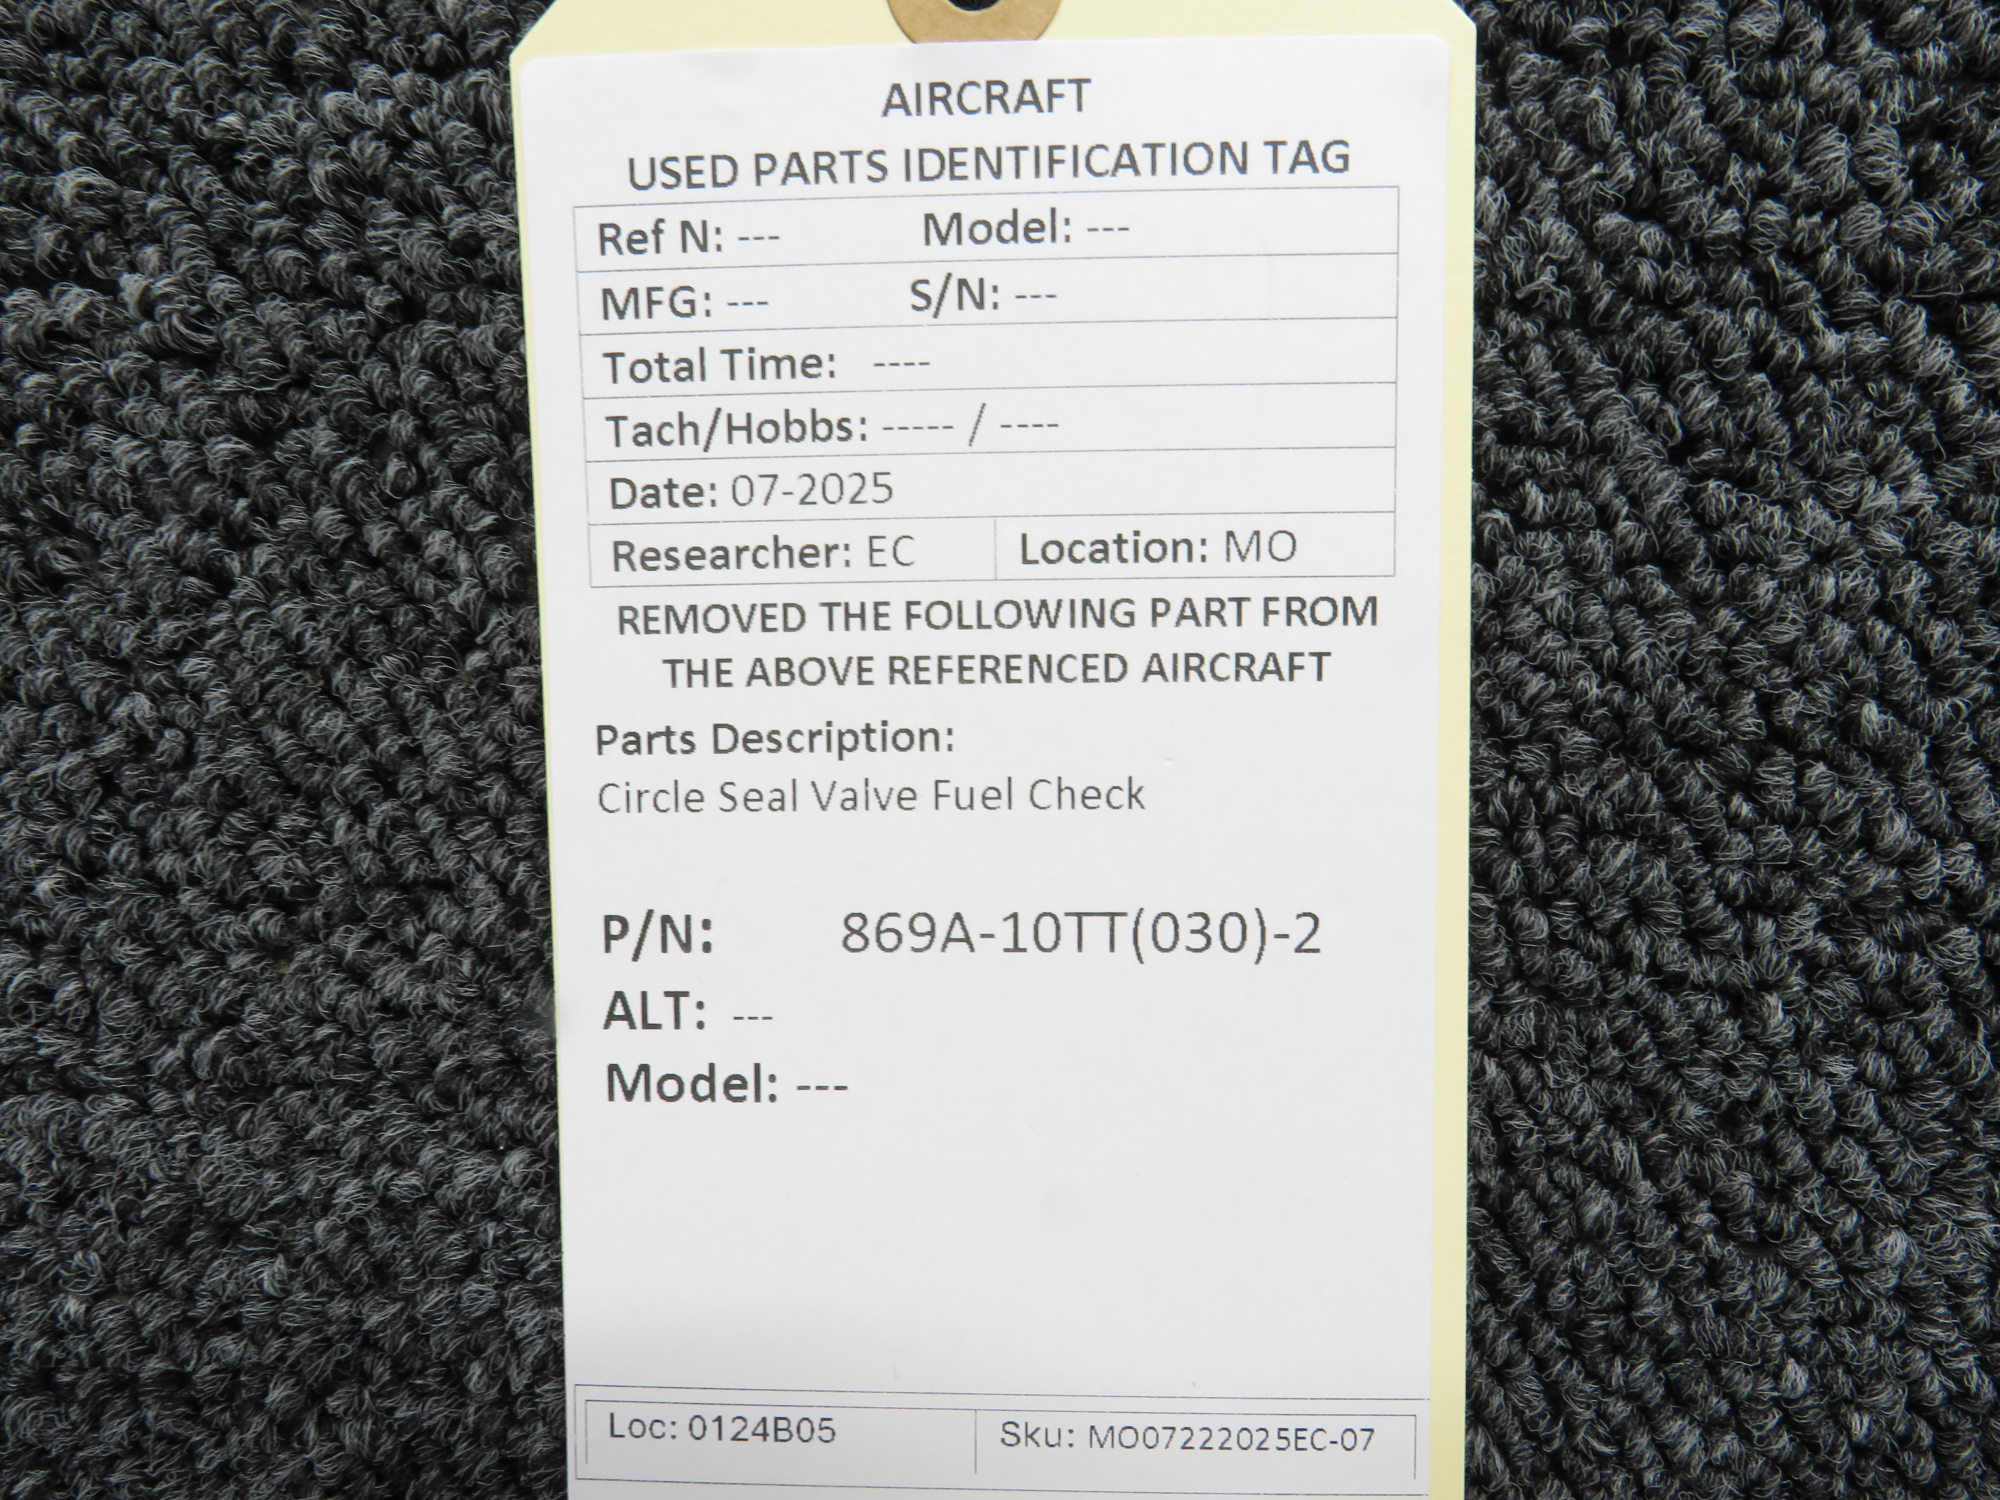 AIRCRAFT
USED PARTS IDENTIFICATION TAG
Ref N: --- Model: ---
MFG: --- S/N: ---
Total Time: ----
Tach/Hobbs: ----- / ----
Date: 07-2025
Researcher: EC Location: MO
REMOVED THE FOLLOWING PART FROM
THE ABOVE REFERENCED AIRCRAFT
Parts Description:
Circle Seal Valve Fuel Check
P/N: 869A-10TT(030)-2
ALT: ---
Model: ---
Loc: 0124B05 Sku: MO07222025EC-07